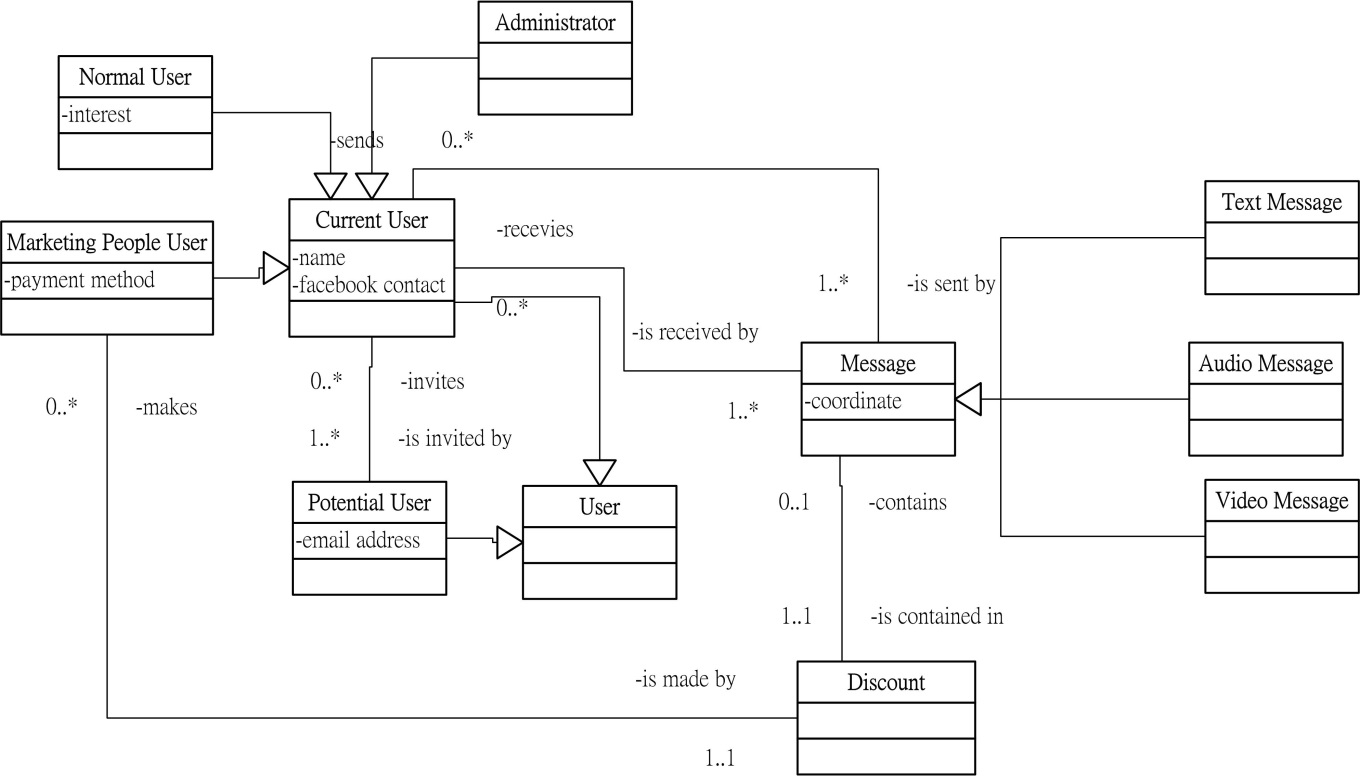 Administrator
Normal User
-interest
-sends
0..*
Current User
-name
-facebook contact
Marketing People User
-payment method
-recevies
0..*
Text Message
1..*
-is sent by
-is received by
Message
-coordinate
1..*
Audio Message
0..*
-invites
0..*
-makes
1..*
-is invited by
Potential User
-email address
User
Video Message
0..1
-contains
1..1
-is contained in
-is made by
Discount
1..1